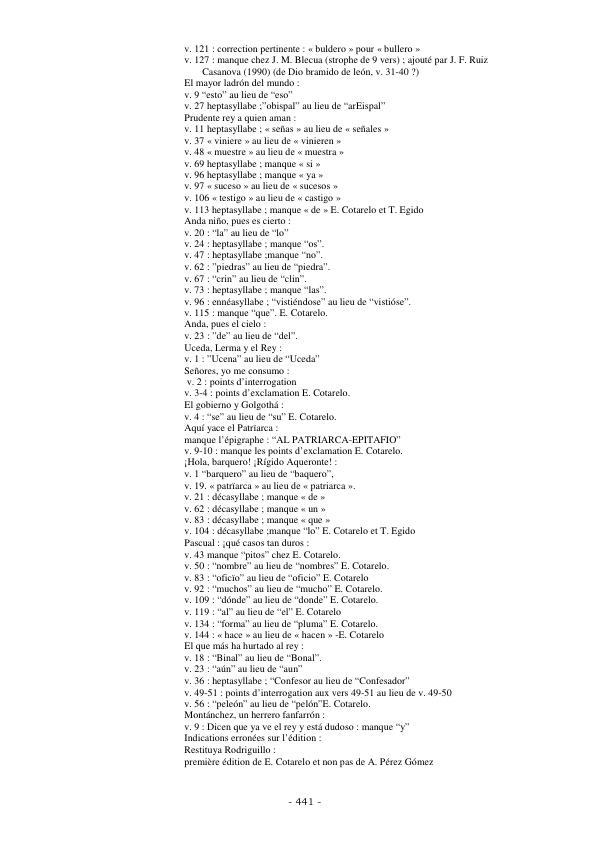 v. 121 : correction pertinente : « buldero » pour « bullero »
v. 127 : manque chez J. M. Blecua (strophe de 9 vers) ; ajouté par J. F. Ruiz
Casanova (1990) (de Dio bramido de león, v. 31-40 ?)
El mayor ladrón del mundo :
v. 9 “esto” au lieu de “eso”
v. 27 heptasyllabe ;”obispal” au lieu de “arEispal”
Prudente rey a quien aman :
v. 11 heptasyllabe ; « señas » au lieu de « señales »
v. 37 « viniere » au lieu de « vinieren »
v. 48 « muestre » au lieu de « muestra »
v. 69 heptasyllabe ; manque « si »
v. 96 heptasyllabe ; manque « ya »
v. 97 « suceso » au lieu de « sucesos »
v. 106 « testigo » au lieu de « castigo »
v. 113 heptasyllabe ; manque « de » E. Cotarelo et T. Egido
Anda niño, pues es cierto :
v. 20 : “la” au lieu de “lo”
v. 24 : heptasyllabe ; manque “os”.
v. 47 : heptasyllabe ;manque “no”.
v. 62 : ”piedras” au lieu de “piedra”.
v. 67 : “crin” au lieu de “clin”.
v. 73 : heptasyllabe ; manque “las”.
v. 96 : ennéasyllabe ; “vistiéndose” au lieu de “vistióse”.
v. 115 : manque “que”. E. Cotarelo.
Anda, pues el cielo :
v. 23 : ”de” au lieu de “del”.
Uceda, Lerma y el Rey :
v. 1 : ”Ucena” au lieu de “Uceda”
Señores, yo me consumo :
v. 2 : points d’interrogation
v. 3-4 : points d’exclamation E. Cotarelo.
El gobierno y Golgothá :
v. 4 : “se” au lieu de “su” E. Cotarelo.
Aquí yace el Patrïarca :
manque l’épigraphe : “AL PATRIARCA-EPITAFIO”
v. 9-10 : manque les points d’exclamation E. Cotarelo.
¡Hola, barquero! ¡Rígido Aqueronte! :
v. 1 “barquero” au lieu de “baquero”,
v. 19. « patrïarca » au lieu de « patriarca ».
v. 21 : décasyllabe ; manque « de »
v. 62 : décasyllabe ; manque « un »
v. 83 : décasyllabe ; manque « que »
v. 104 : décasyllabe ;manque “lo” E. Cotarelo et T. Egido
Pascual : ¡qué casos tan duros :
v. 43 manque “pitos” chez E. Cotarelo.
v. 50 : “nombre” au lieu de “nombres” E. Cotarelo.
v. 83 : “oficïo” au lieu de “oficio” E. Cotarelo
v. 92 : “muchos” au lieu de “mucho” E. Cotarelo.
v. 109 : “dónde” au lieu de “donde” E. Cotarelo.
v. 119 : “al” au lieu de “el” E. Cotarelo
v. 134 : “forma” au lieu de “pluma” E. Cotarelo.
v. 144 : « hace » au lieu de « hacen » -E. Cotarelo
El que más ha hurtado al rey :
v. 18 : “Binal” au lieu de “Bonal”.
v. 23 : “aún” au lieu de “aun”
v. 36 : heptasyllabe ; “Confesor au lieu de “Confesador”
v. 49-51 : points d’interrogation aux vers 49-51 au lieu de v. 49-50
v. 56 : “peleón” au lieu de “pelón”E. Cotarelo.
Montánchez, un herrero fanfarrón :
v. 9 : Dicen que ya ve el rey y está dudoso : manque “y”
Indications erronées sur l’édition :
Restituya Rodriguillo :
première édition de E. Cotarelo et non pas de A. Pérez Gómez
- 441 -